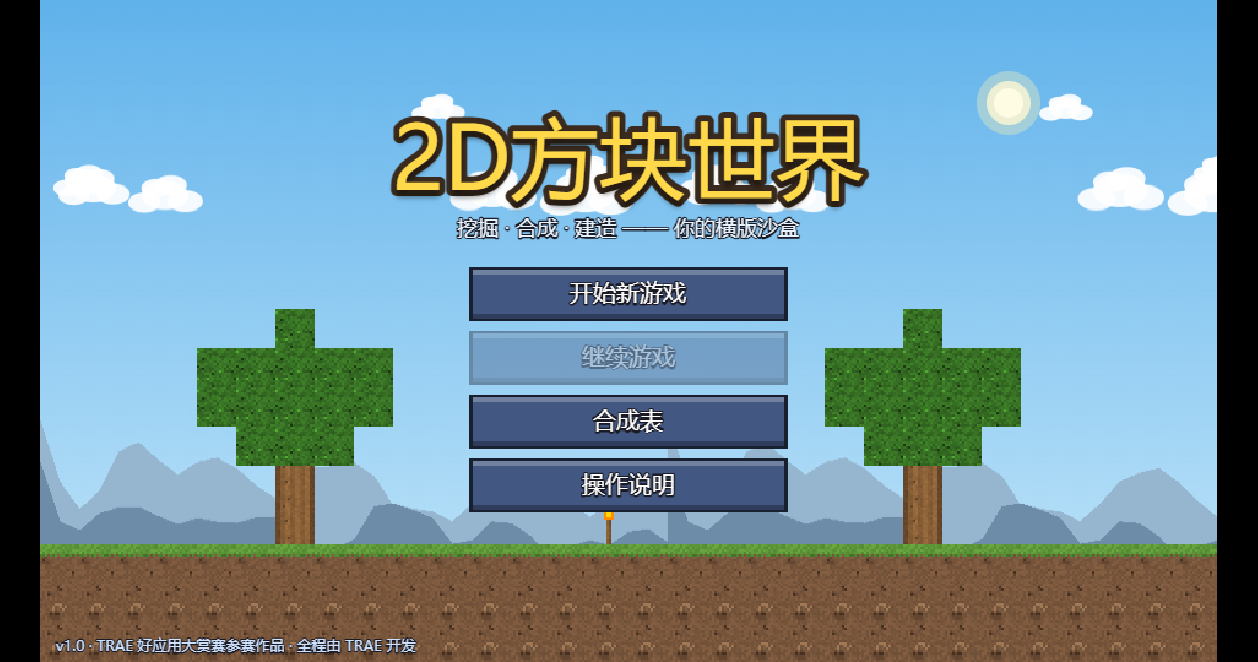 2D方块世界
挖掘 · 合成 · 建造 —— 你的横版沙盒
开始新游戏
继续游戏
合成表
操作说明
v1.0 · TRAE 好应用大赏赛参赛作品 · 全程由 TRAE 开发